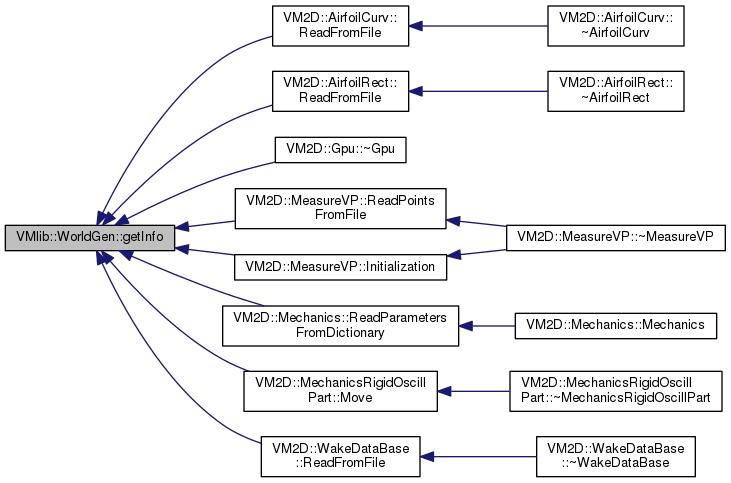 VMlib::WorldGen::getInfo
VM2D::AirfoilCurv::
ReadFromFile
VM2D::AirfoilCurv::
~AirfoilCurv
VM2D::AirfoilRect::
ReadFromFile
VM2D::AirfoilRect::
~AirfoilRect
VM2D::Gpu::~Gpu
VM2D::MeasureVP::ReadPoints
FromFile
VM2D::MeasureVP::~MeasureVP
VM2D::MeasureVP::Initialization
VM2D::Mechanics::ReadParameters
FromDictionary
VM2D::Mechanics::Mechanics
VM2D::MechanicsRigidOscill
Part::Move
VM2D::MechanicsRigidOscill
Part::~MechanicsRigidOscillPart
VM2D::WakeDataBase
::ReadFromFile
VM2D::WakeDataBase
::~WakeDataBase